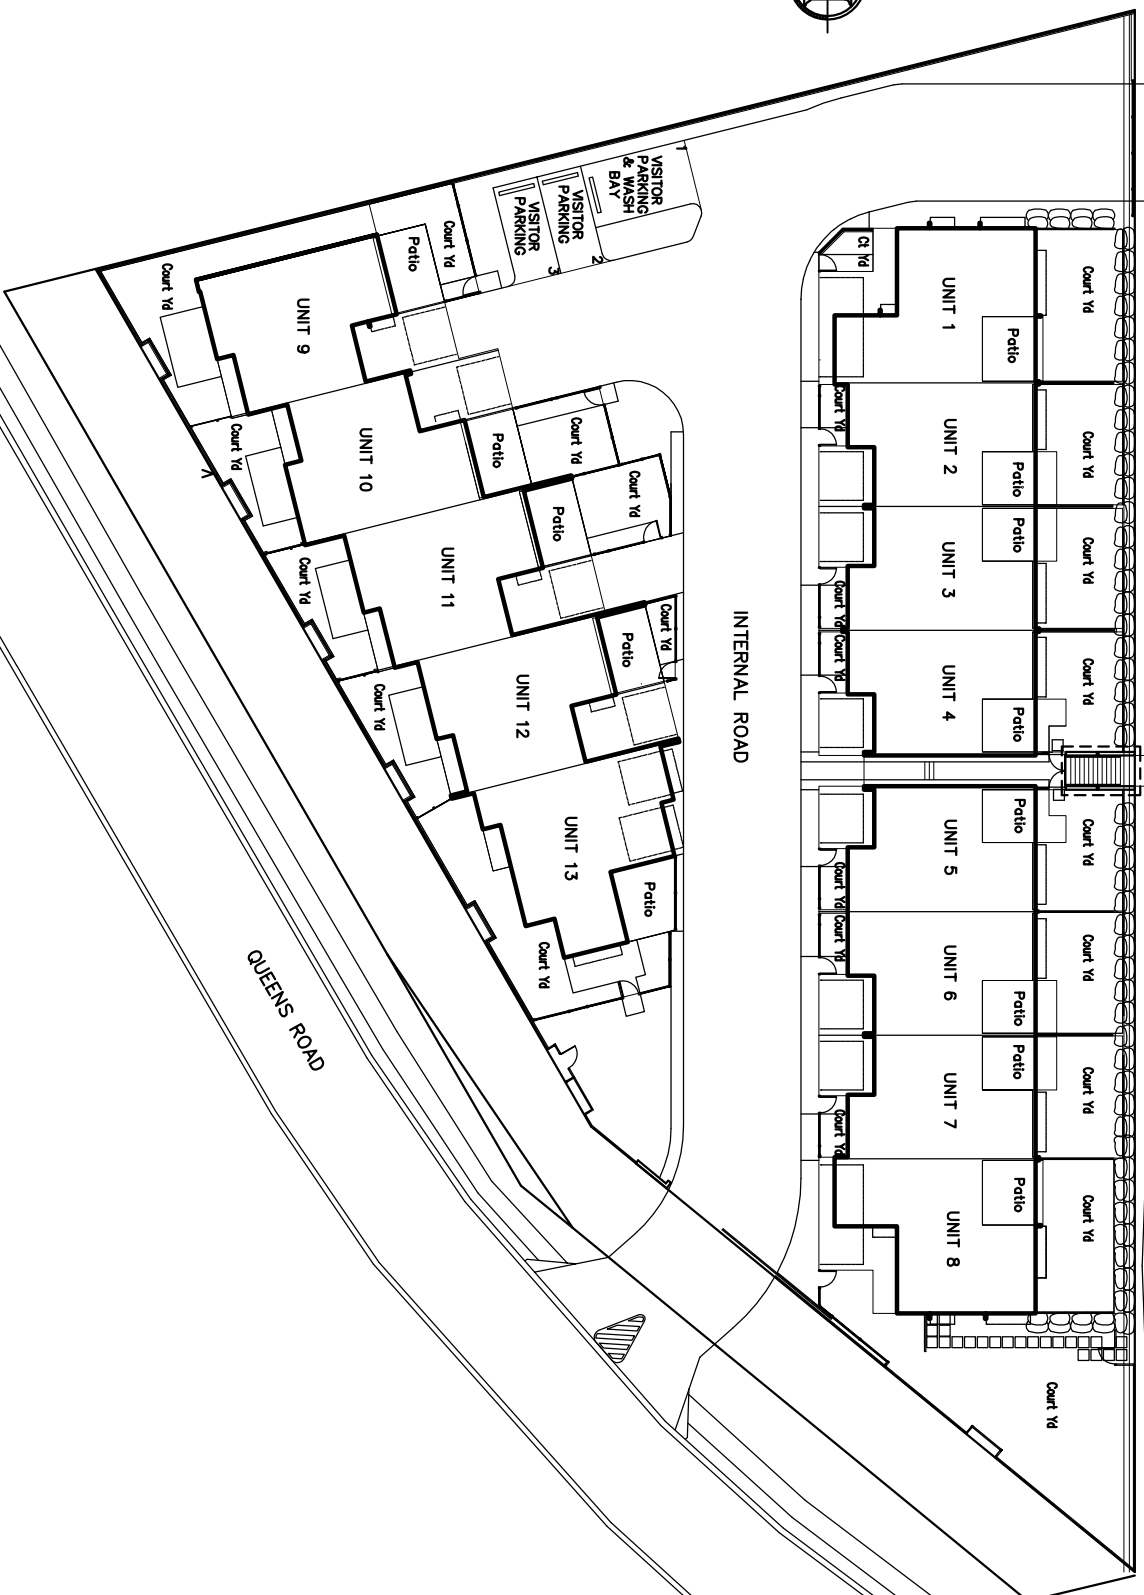 VISITOR
PARKING
& WASH
BAY
1
VISITOR
PARKING
2
VISITOR
PARKING
3
Ct Yd
UNIT 1
Patio
Court Yd
Court Yd
UNIT 2
Patio
Court Yd
UNIT 3
Patio
Court Yd
Court Yd
Court Yd
UNIT 4
Patio
Court Yd
UNIT 5
Patio
Court Yd
Court Yd
Court Yd
UNIT 6
Patio
Court Yd
UNIT 7
Patio
Court Yd
Court Yd
UNIT 8
Patio
Court Yd
Court Yd
INTERNAL ROAD
Court Yd
Patio
UNIT 9
Court Yd
Court Yd
Patio
UNIT 10
Court Yd
Court Yd
Patio
UNIT 11
Court Yd
Court Yd
Patio
UNIT 12
Court Yd
UNIT 13
Patio
Court Yd
QUEENS ROAD